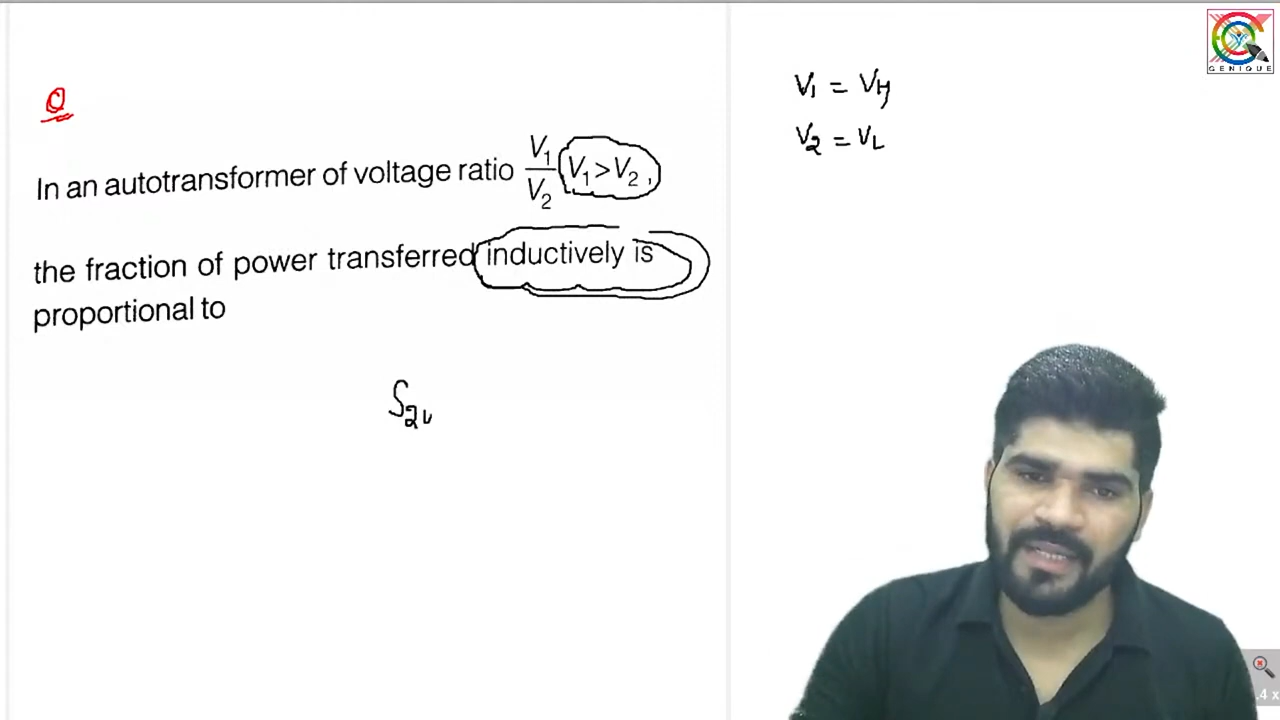 Q
In an autotransformer of voltage ratio V₁/V₂ V₁>V₂,
the fraction of power transferred inductively is
proportional to
V₁ = VH
V₂ = VL
GENIQUE
.4 x